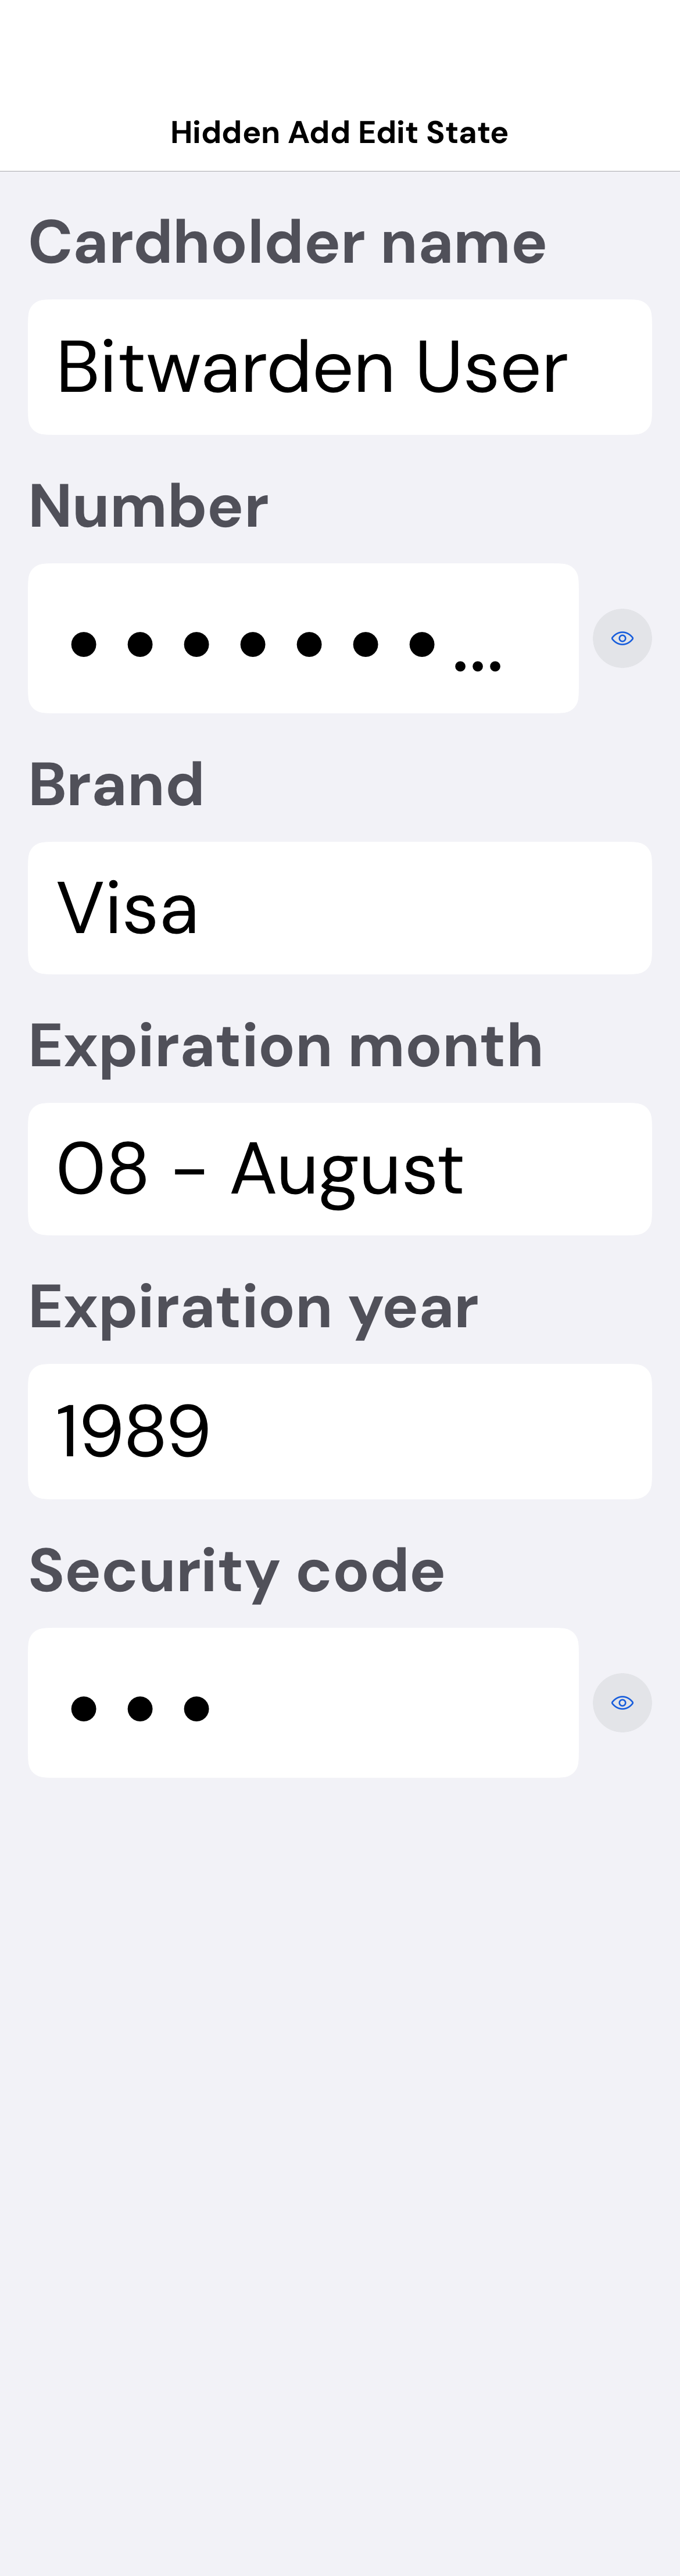 Hidden Add Edit State
Cardholder name
Bitwarden User
Number
●●●●●●●...
Brand
Visa
Expiration month
08 - August
Expiration year
1989
Security code
●●●